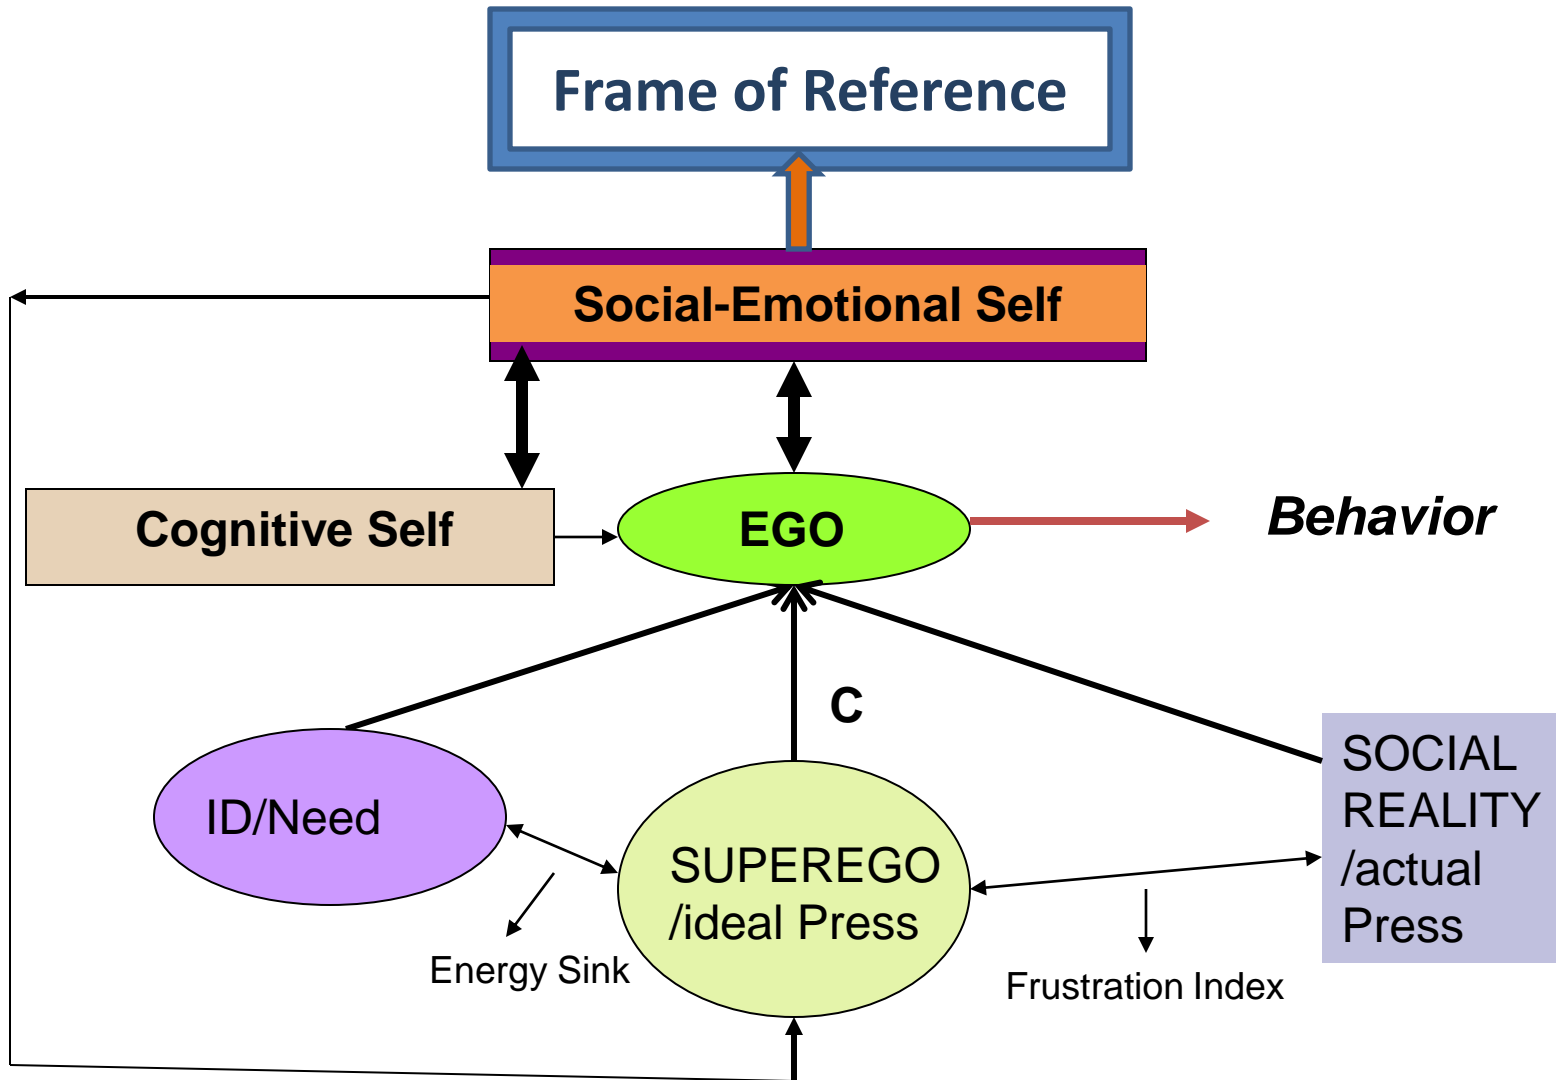 Frame of Reference
Social-Emotional Self
Cognitive Self
EGO
Behavior
C
ID/Need
SUPEREGO
/ideal Press
SOCIAL
REALITY
/actual
Press
Energy Sink
Frustration Index